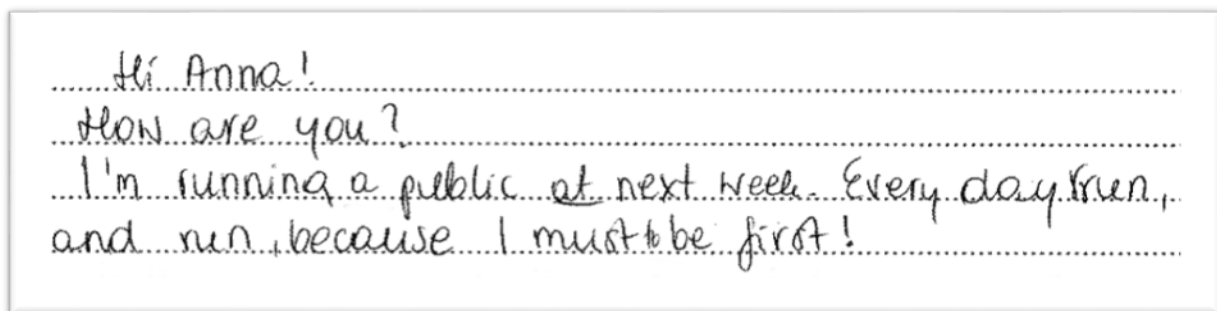 Hi Anna!
How are you?
I'm running a public at next week. Every day I run,
and run, because I must to be first!